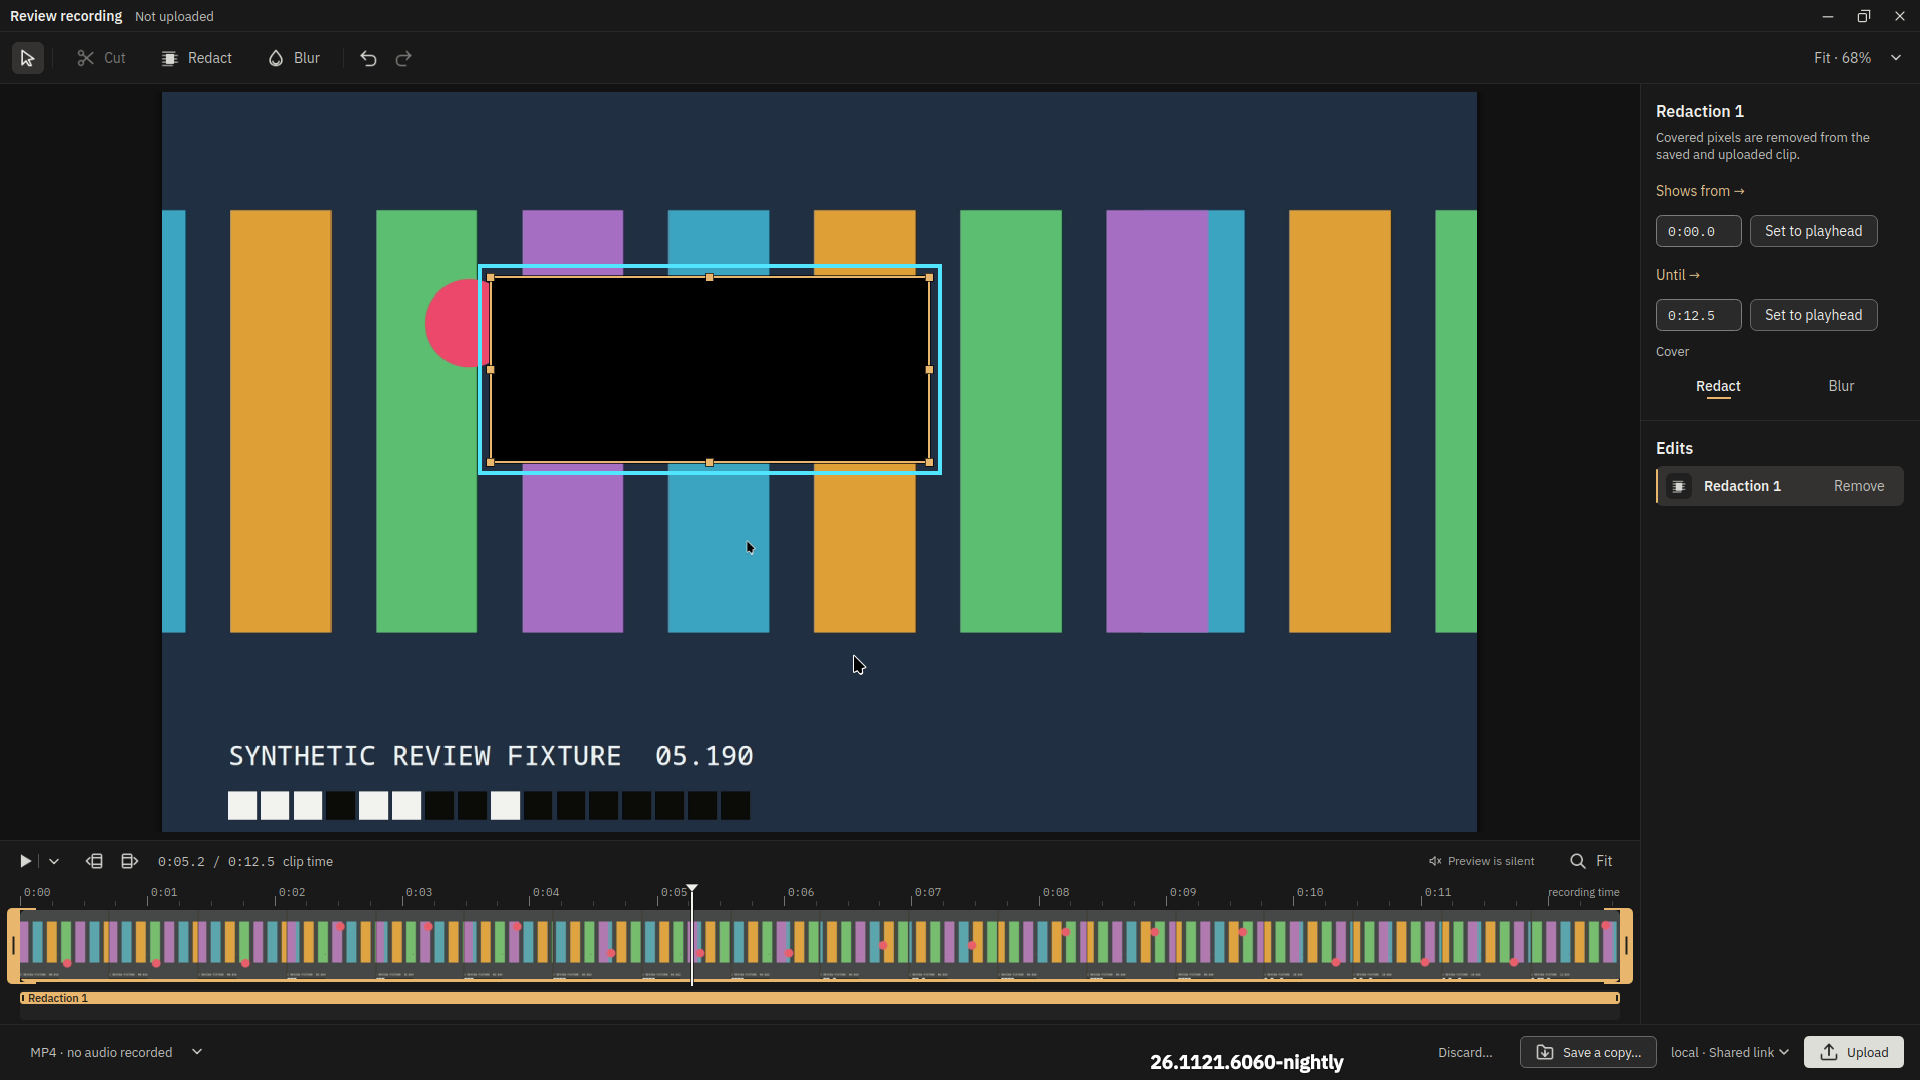 Review recording Not uploaded
Cut Redact Blur Fit · 68%
Redaction 1
Covered pixels are removed from the
saved and uploaded clip.
Shows from →
0:00.0 Set to playhead
Until →
0:12.5 Set to playhead
Cover
Redact Blur
Edits
Redaction 1 Remove
SYNTHETIC REVIEW FIXTURE 05.190
0:05.2 / 0:12.5 clip time Preview is silent Fit
0:00 0:01 0:02 0:03 0:04 0:05 0:06 0:07 0:08 0:09 0:10 0:11 recording time
Redaction 1
MP4 · no audio recorded 26.1121.6060-nightly Discard... Save a copy... local · Shared link Upload